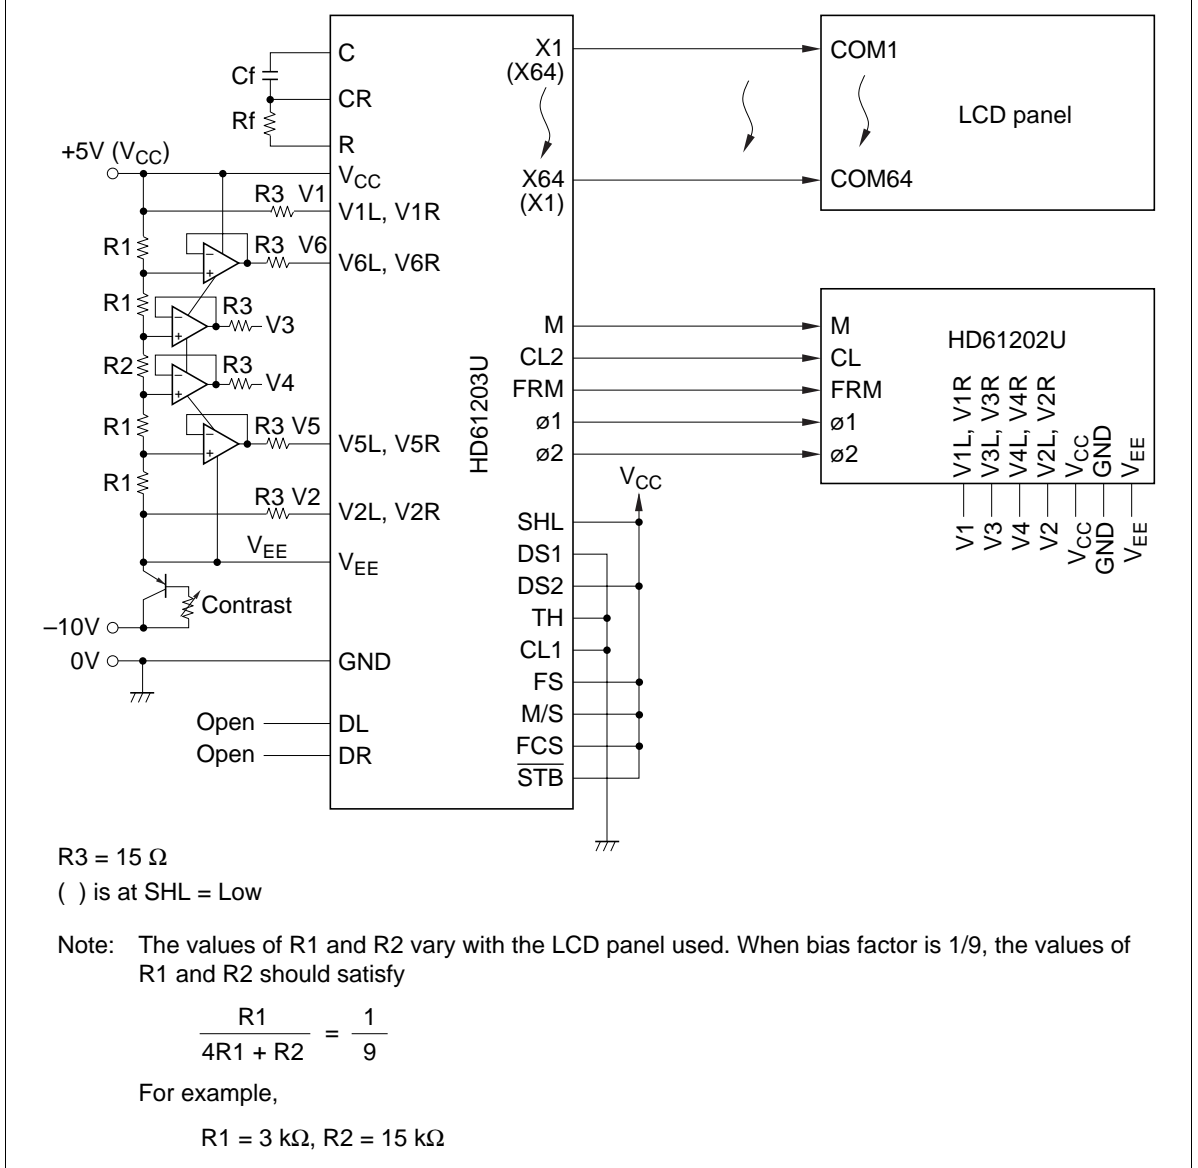 C
X1
(X64)
COM1
Cf
CR
Rf
R
LCD panel
+5V (VCC)
VCC
X64
(X1)
COM64
R3 V1
V1L, V1R
R1
R3 V6
V6L, V6R
R1
R3
V3
R2
R3
V4
R1
R3 V5
V5L, V5R
R1
R3 V2
V2L, V2R
VEE
VEE
Contrast
–10V
0V
GND
Open
DL
Open
DR
HD61203U
M
CL2
FRM
ø1
ø2
VCC
SHL
DS1
DS2
TH
CL1
FS
M/S
FCS
STB
M
CL
FRM
ø1
ø2
HD61202U
V1L, V1R
V3L, V3R
V4L, V4R
V2L, V2R
VCC
GND
VEE
V1
V3
V4
V2
VCC
GND
VEE
R3 = 15 Ω
( ) is at SHL = Low
Note: The values of R1 and R2 vary with the LCD panel used. When bias factor is 1/9, the values of
R1 and R2 should satisfy
R1
4R1 + R2
=
1
9
For example,
R1 = 3 kΩ, R2 = 15 kΩ